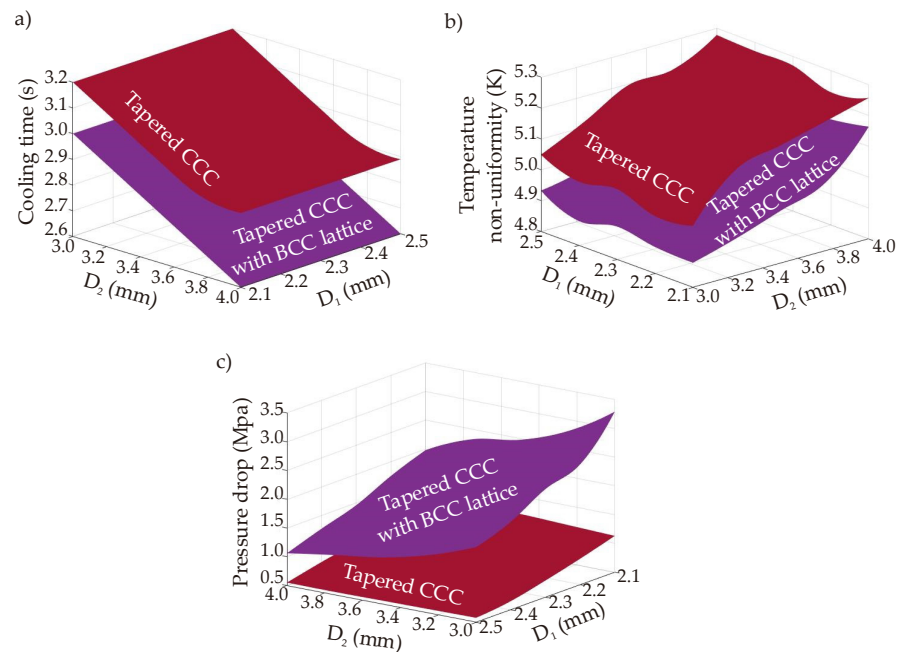 a)
Cooling time (s)
3.2
3.1
3.0
2.9
2.8
2.7
2.6
3.0
3.2
3.4
3.6
3.8
4.0
D₂ (mm)
2.1
2.2
2.3
2.4
2.5
D₁ (mm)
Tapered
CCC
Tapered CCC
with BCC lattice
b)
Temperature
non-uniformity (K)
5.3
5.2
5.1
5.0
4.9
4.8
2.5
2.4
2.3
2.2
2.1
D₁ (mm)
3.0
3.2
3.4
3.6
3.8
4.0
D₂ (mm)
Tapered CCC
Tapered CCC
with BCC lattice
c)
Pressure drop (Mpa)
3.5
3.0
2.5
2.0
1.5
1.0
0.5
4.0
3.8
3.6
3.4
3.2
3.0
D₂ (mm)
2.5
2.4
2.3
2.2
2.1
D₁ (mm)
Tapered CCC
with BCC lattice
Tapered CCC